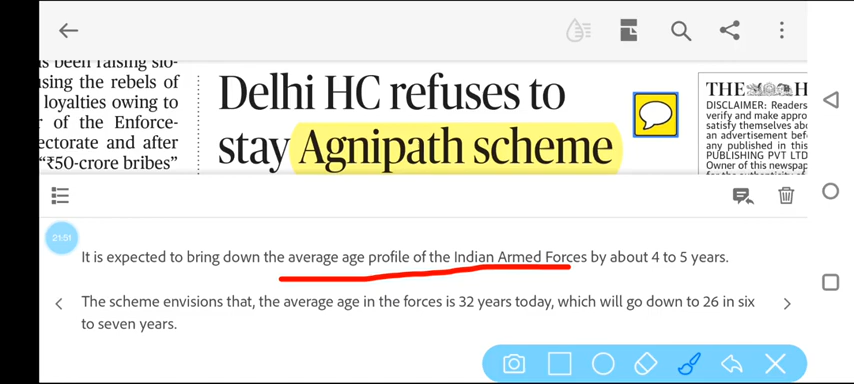 s been raising slo-
sing the rebels of
loyalties owing to
r of the Enforce-
ectorate and after
"₹50-crore bribes"
Delhi HC refuses to
stay Agnipath scheme
THE H
DISCLAIMER: Readers
verify and make appro
satisfy themselves abo
an advertisement befo
any published in this
PUBLISHING PVT LTD
Owner of this newspap
21:51
It is expected to bring down the average age profile of the Indian Armed Forces by about 4 to 5 years.
The scheme envisions that, the average age in the forces is 32 years today, which will go down to 26 in six
to seven years.